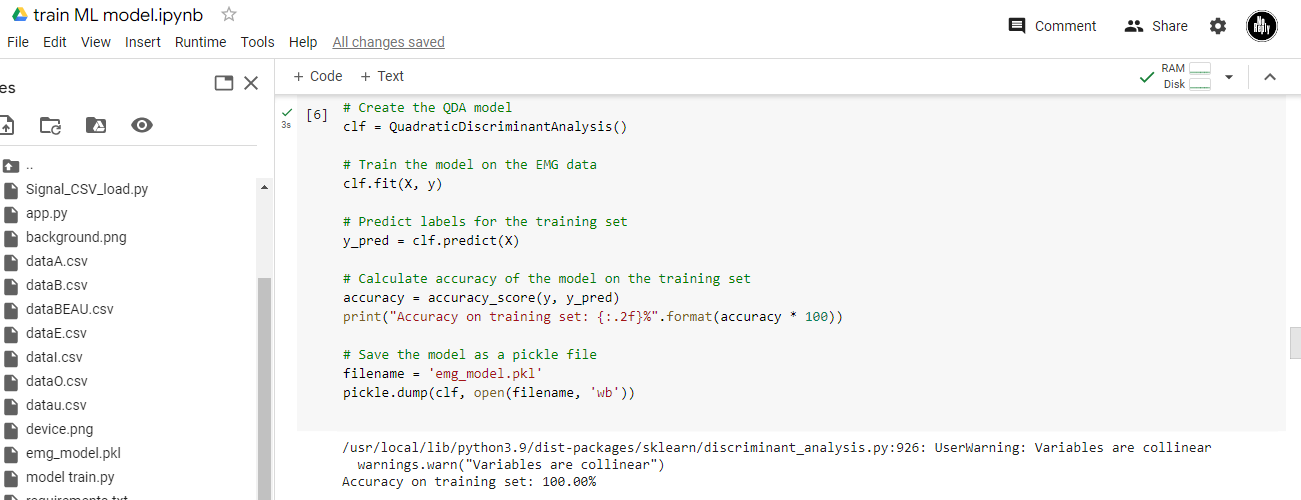 train ML model.ipynb
File Edit View Insert Runtime Tools Help All changes saved
Comment Share
es
+ Code + Text
RAM
Disk
..
Signal_CSV_load.py
app.py
background.png
dataA.csv
dataB.csv
dataBEAU.csv
dataE.csv
dataI.csv
dataO.csv
datau.csv
device.png
emg_model.pkl
model train.py
requirements.txt
3s
[6]
# Create the QDA model
clf = QuadraticDiscriminantAnalysis()
# Train the model on the EMG data
clf.fit(X, y)
# Predict labels for the training set
y_pred = clf.predict(X)
# Calculate accuracy of the model on the training set
accuracy = accuracy_score(y, y_pred)
print("Accuracy on training set: {:.2f}%".format(accuracy * 100))
# Save the model as a pickle file
filename = 'emg_model.pkl'
pickle.dump(clf, open(filename, 'wb'))
/usr/local/lib/python3.9/dist-packages/sklearn/discriminant_analysis.py:926: UserWarning: Variables are collinear
warnings.warn("Variables are collinear")
Accuracy on training set: 100.00%